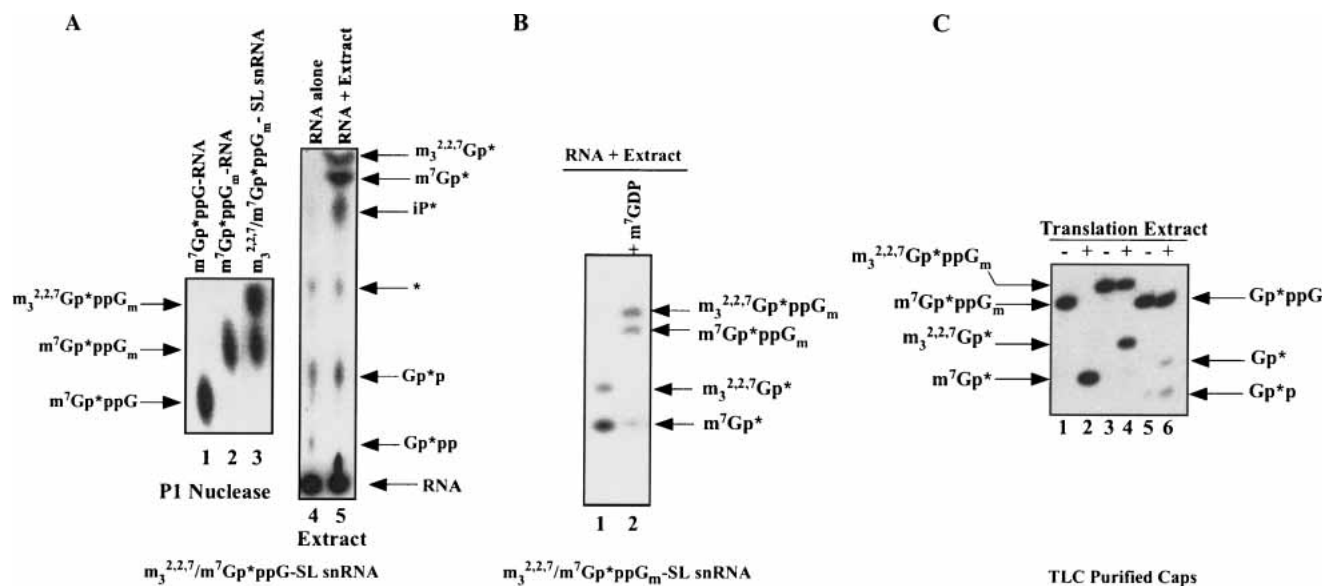 A
m⁷Gp*ppG-RNA
m⁷Gp*ppGₘ-RNA
m₃²,²,⁷/m⁷Gp*ppGₘ- SL snRNA
m₃²,²,⁷Gp*ppGₘ
m⁷Gp*ppGₘ
m⁷Gp*ppG
1 2 3
P1 Nuclease
RNA alone
RNA + Extract
m₃²,²,⁷Gp*
m⁷Gp*
iP*
*
Gp*p
Gp*pp
RNA
4 5
Extract
m₃²,²,⁷/m⁷Gp*ppG-SL snRNA
B
RNA + Extract
+ m⁷GDP
m₃²,²,⁷Gp*ppGₘ
m⁷Gp*ppGₘ
m₃²,²,⁷Gp*
m⁷Gp*
1 2
m₃²,²,⁷/m⁷Gp*ppGₘ-SL snRNA
C
Translation Extract
- + - + - +
m₃²,²,⁷Gp*ppGₘ
m⁷Gp*ppGₘ
m₃²,²,⁷Gp*
m⁷Gp*
Gp*ppG
Gp*
Gp*p
1 2 3 4 5 6
TLC Purified Caps